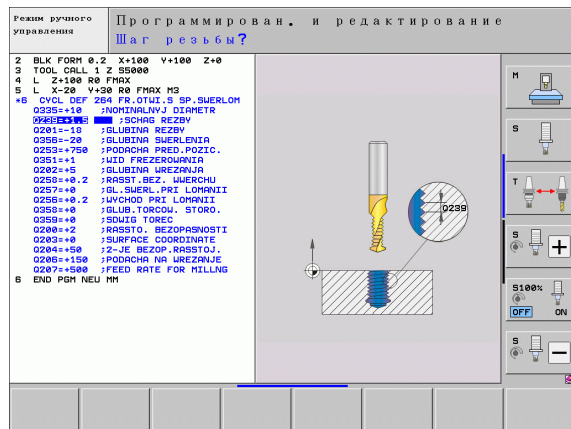 Режим ручного
управления
Программирован. и редактирование
Шаг резьбы?
2 BLK FORM 0.2 X+100 Y+100 Z+0
3 TOOL CALL 1 Z S5000
4 L Z+100 R0 FMAX
5 L X-20 Y+30 R0 FMAX M3
*6 CYCL DEF 264 FR.OTWI.S SP.SWERLOM
Q335=+10 ;NOMINALNYJ DIAMETR
Q239=+1.5 ;SCHAG REZBY
Q201=-18 ;GLUBINA REZBY
Q356=-20 ;GLUBINA SWERLENIA
Q253=+750 ;PODACHA PRED.POZIC.
Q351=+1 ;WID FREZEROWANIA
Q202=+5 ;GLUBINA WREZANJA
Q258=+0.2 ;RASST.BEZ. WWERCHU
Q257=+0 ;GL.SWERL.PRI LOMANII
Q256=+0.2 ;WYCHOD PRI LOMANII
Q358=+0 ;GLUB.TORCOW. STORO.
Q359=+0 ;SDWIG TOREC
Q200=+2 ;RASSTO. BEZOPASNOSTI
Q203=+0 ;SURFACE COORDINATE
Q204=+50 ;2-JE BEZOP.RASSTOJ.
Q206=+150 ;PODACHA NA WREZANJE
Q207=+500 ;FEED RATE FOR MILLNG
6 END PGM NEU MM
Q239
M
S
T
S
S100%
OFF ON
S